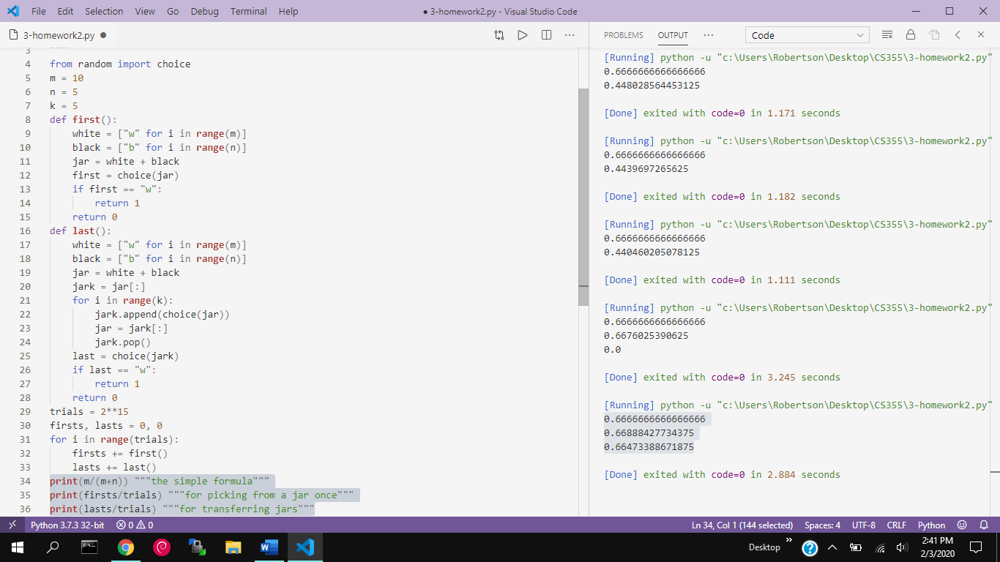 File Edit Selection View Go Debug Terminal Help ● 3-homework2.py - Visual Studio Code
3-homework2.py ●
3 """
4 from random import choice
5 m = 10
6 n = 5
7 k = 5
8 def first():
9 white = ["w" for i in range(m)]
10 black = ["b" for i in range(n)]
11 jar = white + black
12 first = choice(jar)
13 if first == "w":
14 return 1
15 return 0
16 def last():
17 white = ["w" for i in range(m)]
18 black = ["b" for i in range(n)]
19 jar = white + black
20 jark = jar[:]
21 for i in range(k):
22 jark.append(choice(jar))
23 jar = jark[:]
24 jark.pop()
25 last = choice(jark)
26 if last == "w":
27 return 1
28 return 0
29 trials = 2**15
30 firsts, lasts = 0, 0
31 for i in range(trials):
32 firsts += first()
33 lasts += last()
34 print(m/(m+n)) """the simple formula"""
35 print(firsts/trials) """for picking from a jar once"""
36 print(lasts/trials) """for transferring jars"""
PROBLEMS OUTPUT ··· Code
[Running] python -u "c:\Users\Robertson\Desktop\CS355\3-homework2.py"
0.6666666666666666
0.448028564453125
[Done] exited with code=0 in 1.171 seconds
[Running] python -u "c:\Users\Robertson\Desktop\CS355\3-homework2.py"
0.6666666666666666
0.4439697265625
[Done] exited with code=0 in 1.182 seconds
[Running] python -u "c:\Users\Robertson\Desktop\CS355\3-homework2.py"
0.6666666666666666
0.440460205078125
[Done] exited with code=0 in 1.111 seconds
[Running] python -u "c:\Users\Robertson\Desktop\CS355\3-homework2.py"
0.6666666666666666
0.6676025390625
0.0
[Done] exited with code=0 in 3.245 seconds
[Running] python -u "c:\Users\Robertson\Desktop\CS355\3-homework2.py"
0.6666666666666666
0.66888427734375
0.66473388671875
[Done] exited with code=0 in 2.884 seconds
Python 3.7.3 32-bit 0 0 Ln 34, Col 1 (144 selected) Spaces: 4 UTF-8 CRLF Python
Desktop » 2:41 PM
2/3/2020